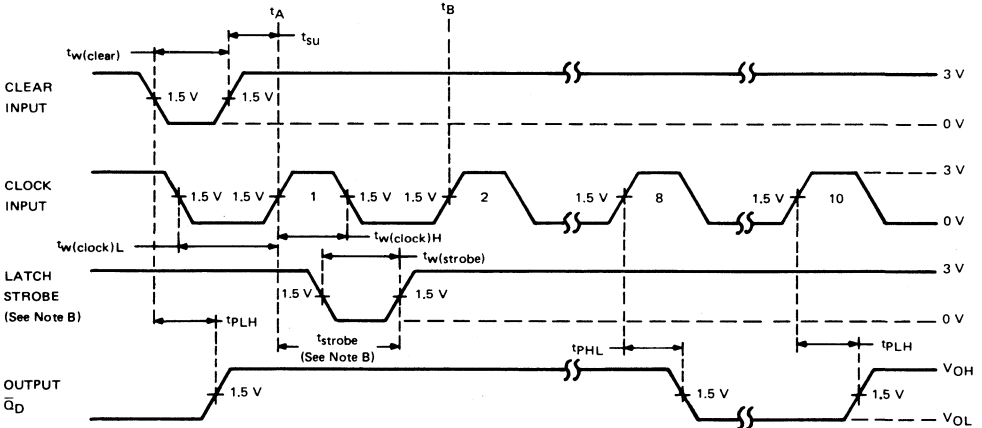 tA
tB
tsu
tw(clear)
CLEAR
INPUT
1.5 V
1.5 V
3 V
0 V
CLOCK
INPUT
1.5 V
1.5 V
1
1.5 V
1.5 V
2
1.5 V
8
1.5 V
10
3 V
0 V
tw(clock)L
tw(clock)H
tw(strobe)
LATCH
STROBE
(See Note B)
1.5 V
1.5 V
3 V
0 V
tPLH
tstrobe
(See Note B)
tPHL
tPLH
OUTPUT
Q̄D
1.5 V
1.5 V
1.5 V
VOH
VOL